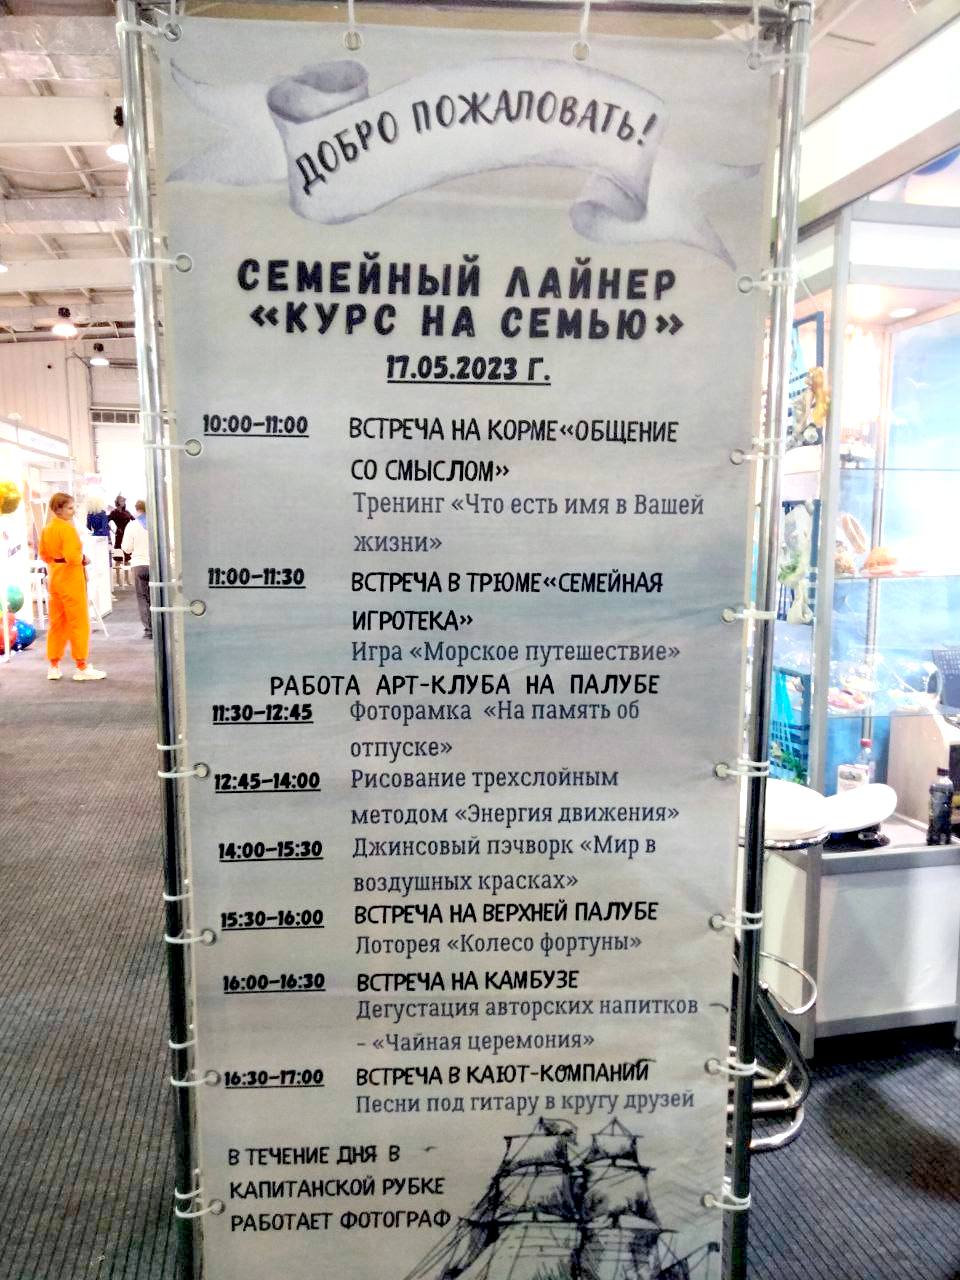 ДОБРО ПОЖАЛОВАТЬ!
СЕМЕЙНЫЙ ЛАЙНЕР
«КУРС НА СЕМЬЮ»
17.05.2023 Г.
10:00-11:00 ВСТРЕЧА НА КОРМЕ«ОБЩЕНИЕ
СО СМЫСЛОМ»
Тренинг «Что есть имя в Вашей
жизни»
11:00-11:30 ВСТРЕЧА В ТРЮМЕ«СЕМЕЙНАЯ
ИГРОТЕКА»
Игра «Морское путешествие»
РАБОТА АРТ-КЛУБА НА ПАЛУБЕ
11:30-12:45 Фоторамка «На память об
отпуске»
12:45-14:00 Рисование трехслойным
методом «Энергия движения»
14:00-15:30 Джинсовый пэчворк «Мир в
воздушных красках»
15:30-16:00 ВСТРЕЧА НА ВЕРХНЕЙ ПАЛУБЕ
Лоторея «Колесо фортуны»
16:00-16:30 ВСТРЕЧА НА КАМБУЗЕ
Дегустация авторских напитков
- «Чайная церемония»
16:30-17:00 ВСТРЕЧА В КАЮТ-КОМПАНИЙ
Песни под гитару в кругу друзей
В ТЕЧЕНИЕ ДНЯ В
КАПИТАНСКОЙ РУБКЕ
РАБОТАЕТ ФОТОГРАФ